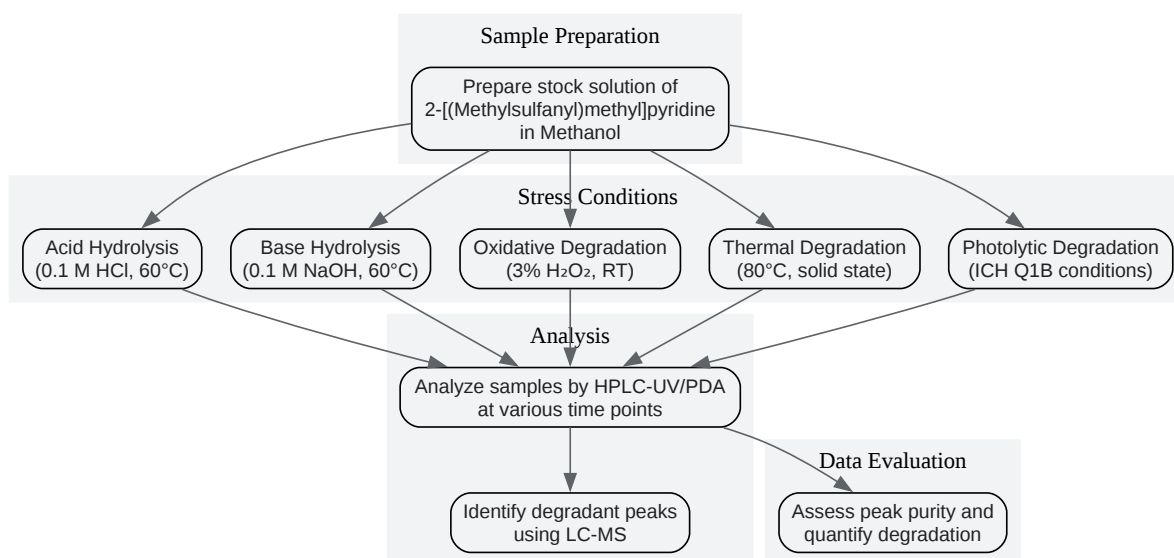 Sample Preparation
Prepare stock solution of
2-[(Methylsulfanyl)methyl]pyridine
in Methanol
Stress Conditions
Acid Hydrolysis
(0.1 M HCl, 60°C)
Base Hydrolysis
(0.1 M NaOH, 60°C)
Oxidative Degradation
(3% H₂O₂, RT)
Thermal Degradation
(80°C, solid state)
Photolytic Degradation
(ICH Q1B conditions)
Analysis
Analyze samples by HPLC-UV/PDA
at various time points
Identify degradant peaks
using LC-MS
Data Evaluation
Assess peak purity and
quantify degradation